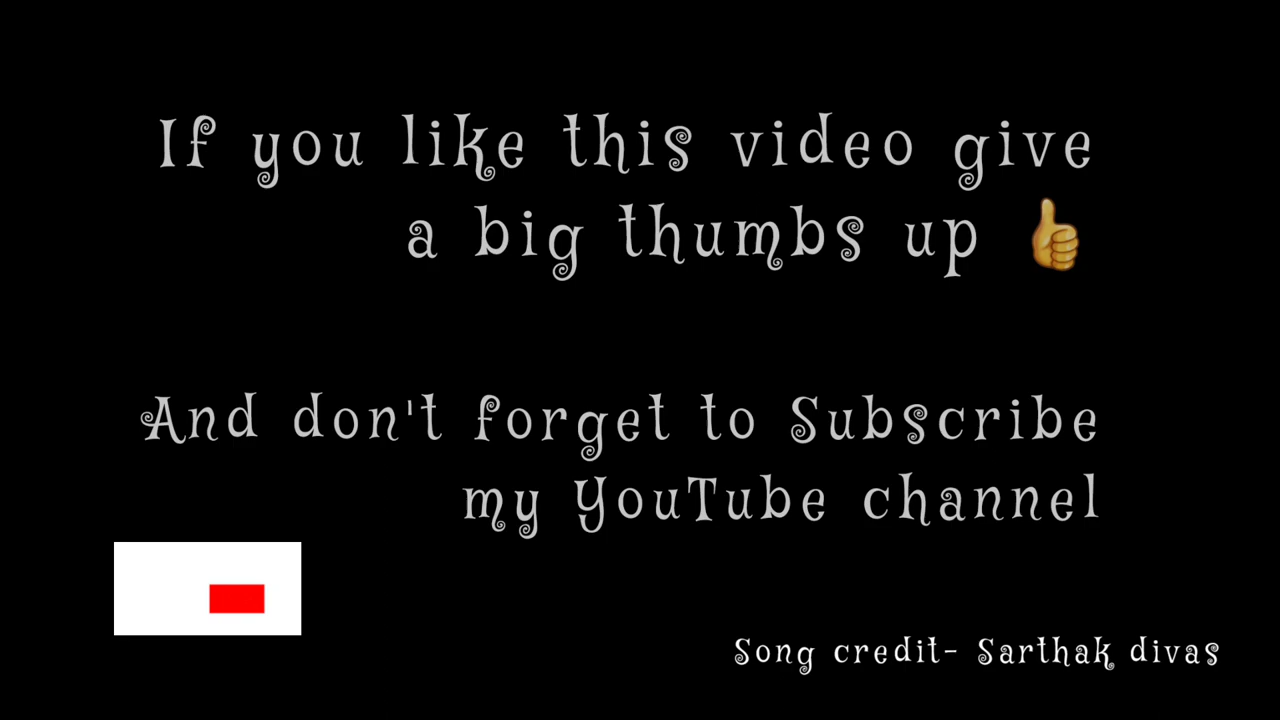 If you like this video give
a big thumbs up 👍
And don't forget to Subscribe
my YouTube channel
Song credit- Sarthak divas